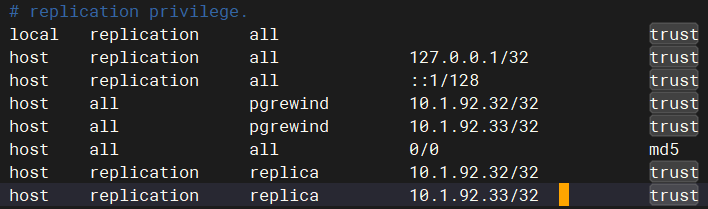 # replication privilege.
local replication all trust
host replication all 127.0.0.1/32 trust
host replication all ::1/128 trust
host all pgrewind 10.1.92.32/32 trust
host all pgrewind 10.1.92.33/32 trust
host all all 0/0 md5
host replication replica 10.1.92.32/32 trust
host replication replica 10.1.92.33/32 trust